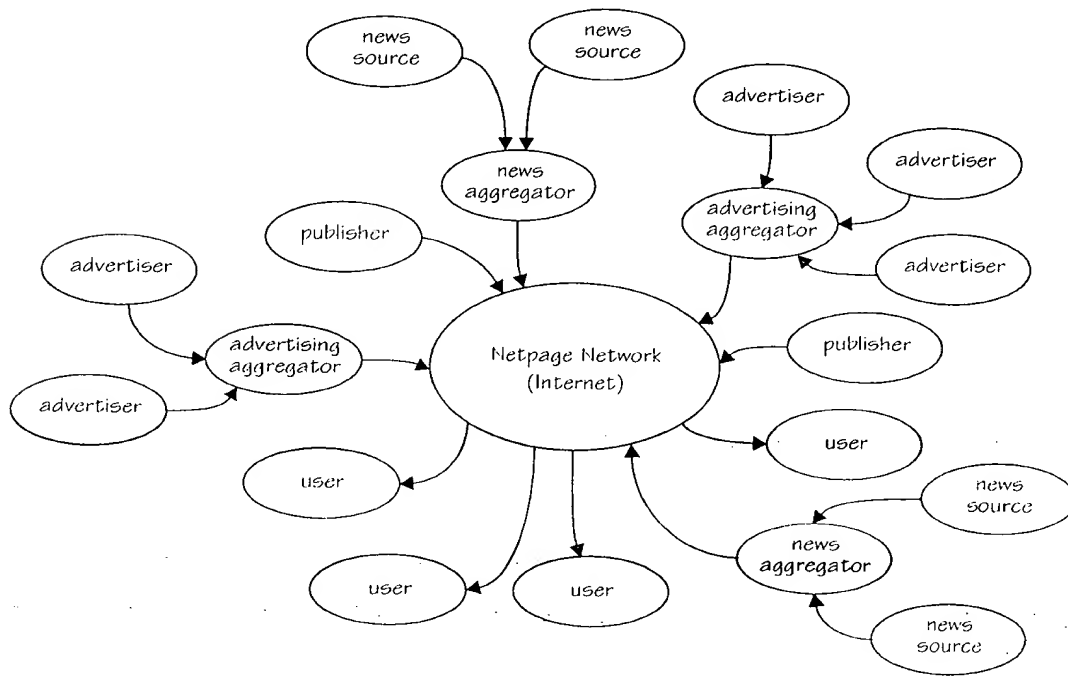 news
source
news
source
advertiser
advertiser
news
aggregator
advertising
aggregator
publisher
advertiser
advertiser
Netpage Network
(Internet)
publisher
advertising
aggregator
advertiser
user
user
news
source
news
aggregator
user
user
news
source